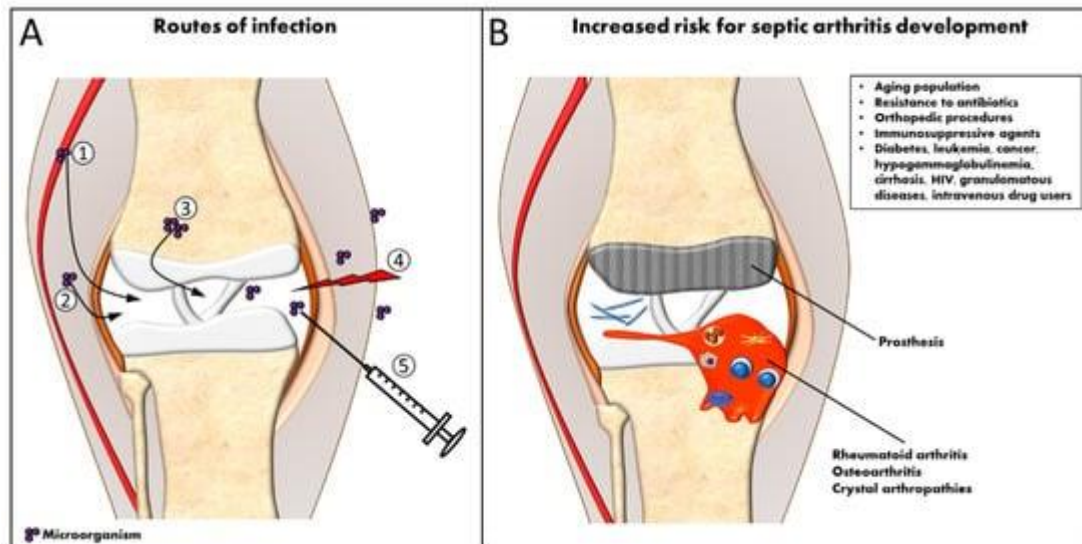 A
Routes of infection
1
2
3
4
5
Microorganism
B
Increased risk for septic arthritis development
• Aging population
• Resistance to antibiotics
• Orthopedic procedures
• Immunosuppressive agents
• Diabetes, leukemia, cancer,
hypogammaglobulinemia,
cirrhosis, HIV, granulomatous
diseases, intravenous drug users
Prosthesis
Rheumatoid arthritis
Osteoarthritis
Crystal arthropathies